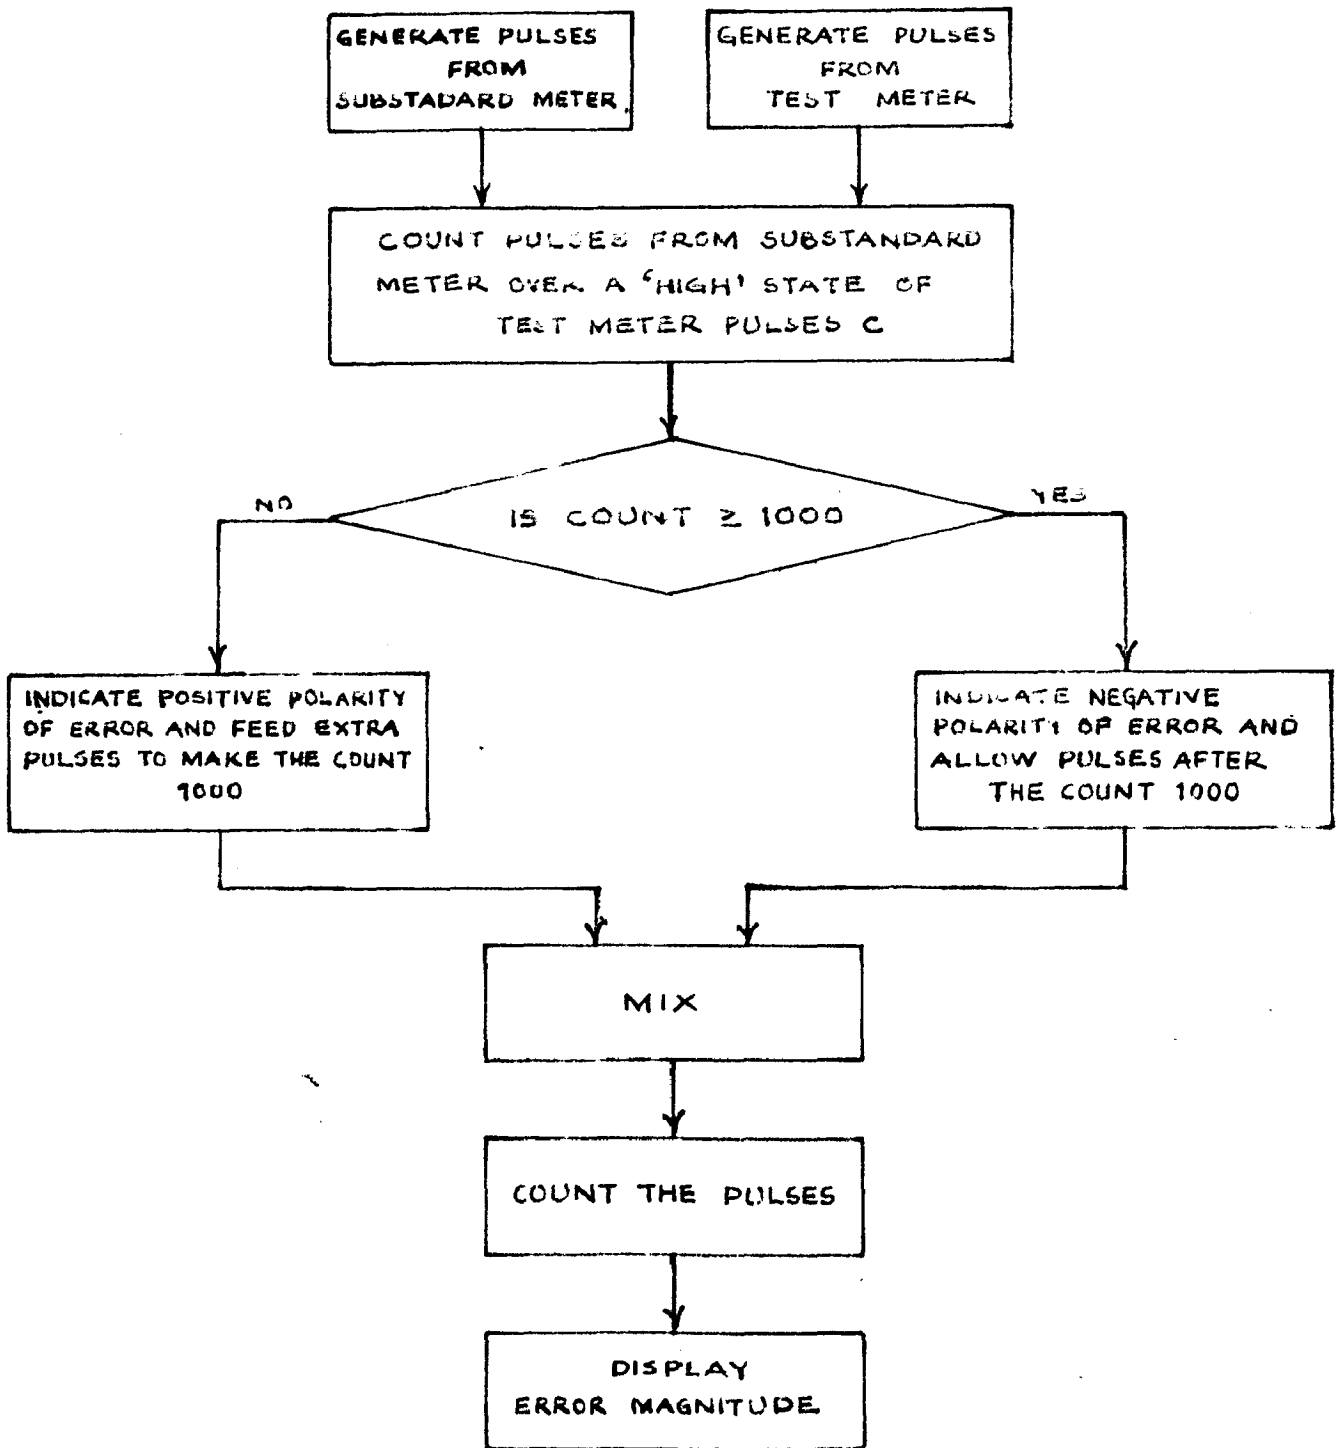 GENERATE PULSES
FROM
SUBSTADARD METER
GENERATE PULSES
FROM
TEST METER
COUNT PULSES FROM SUBSTANDARD
METER OVER A 'HIGH' STATE OF
TEST METER PULSES C
IS COUNT ≥ 1000
NO
YES
INDICATE POSITIVE POLARITY
OF ERROR AND FEED EXTRA
PULSES TO MAKE THE COUNT
1000
INDICATE NEGATIVE
POLARITY OF ERROR AND
ALLOW PULSES AFTER
THE COUNT 1000
MIX
COUNT THE PULSES
DISPLAY
ERROR MAGNITUDE